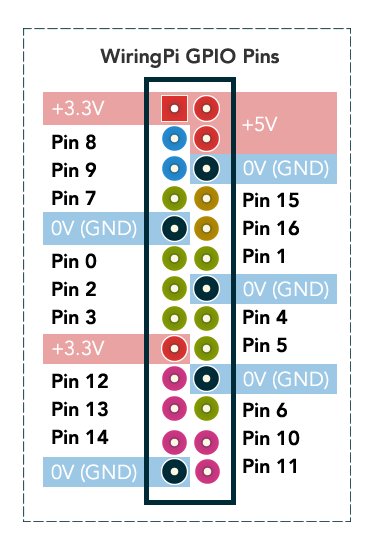 WiringPi GPIO Pins
+3.3V
Pin 8
Pin 9
Pin 7
0V (GND)
Pin 0
Pin 2
Pin 3
+3.3V
Pin 12
Pin 13
Pin 14
0V (GND)
+5V
0V (GND)
Pin 15
Pin 16
Pin 1
0V (GND)
Pin 4
Pin 5
0V (GND)
Pin 6
Pin 10
Pin 11